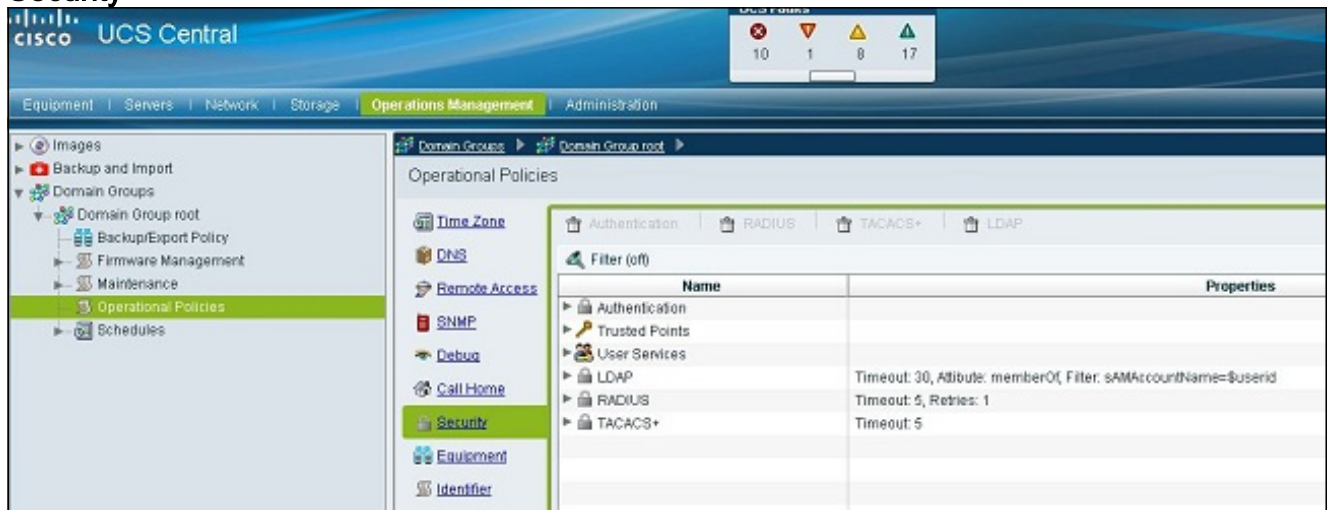 Security
UCS Faults
CISCO UCS Central
10 1 8 17
Equipment | Servers | Network | Storage | Operations Management | Administration
Images
Backup and Import
Domain Groups
Domain Group root
Backup/Export Policy
Firmware Management
Maintenance
Operational Policies
Schedules
Domain Groups Domain Group root
Operational Policies
Time Zone
DNS
Remote Access
SNMP
Debug
Call Home
Security
Equipment
Identifier
Authentication | RADIUS | TACACS+ | LDAP
Filter (off)
Name Properties
Authentication
Trusted Points
User Services
LDAP Timeout: 30, Attibute: memberOf, Filter: sAMAccountName=$userid
RADIUS Timeout: 5, Retries: 1
TACACS+ Timeout: 5